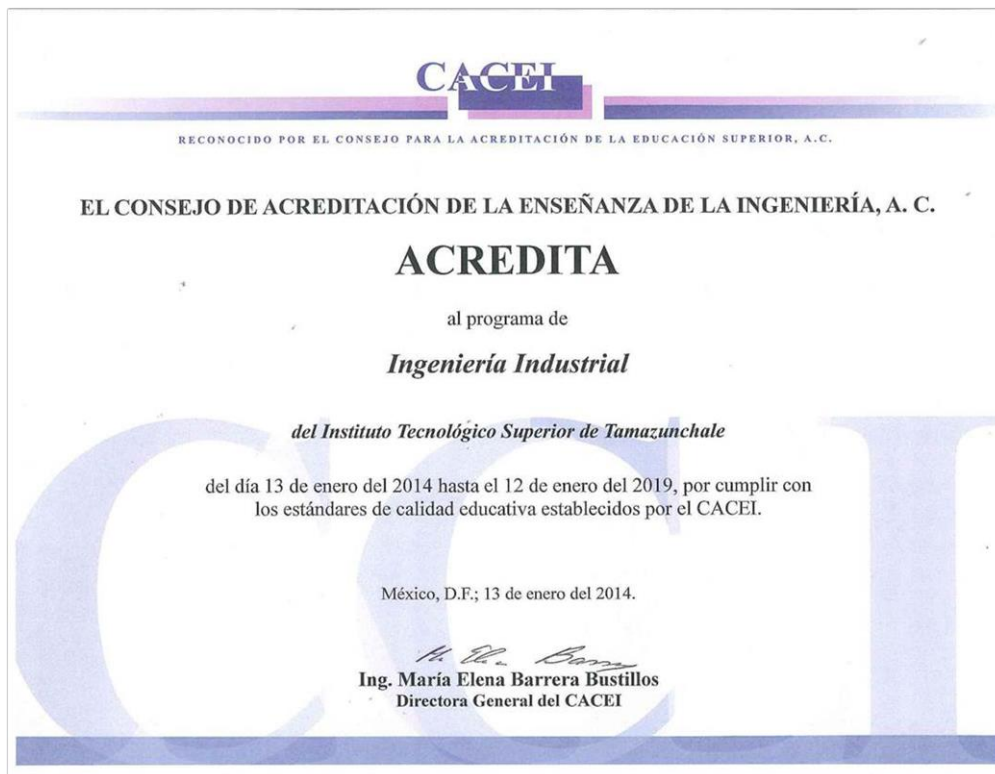 CACEI
RECONOCIDO POR EL CONSEJO PARA LA ACREDITACIÓN DE LA EDUCACIÓN SUPERIOR, A.C.
EL CONSEJO DE ACREDITACIÓN DE LA ENSEÑANZA DE LA INGENIERÍA, A. C.
ACREDITA
al programa de
Ingeniería Industrial
del Instituto Tecnológico Superior de Tamazunchale
del día 13 de enero del 2014 hasta el 12 de enero del 2019, por cumplir con
los estándares de calidad educativa establecidos por el CACEI.
México, D.F.; 13 de enero del 2014.
Ing. María Elena Barrera Bustillos
Directora General del CACEI